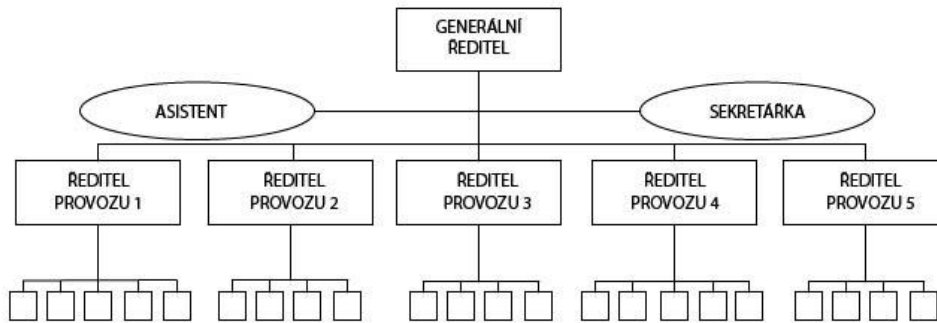 GENERÁLNÍ
ŘEDITEL
ASISTENT
SEKRETÁŘKA
ŘEDITEL
PROVOZU 1
ŘEDITEL
PROVOZU 2
ŘEDITEL
PROVOZU 3
ŘEDITEL
PROVOZU 4
ŘEDITEL
PROVOZU 5